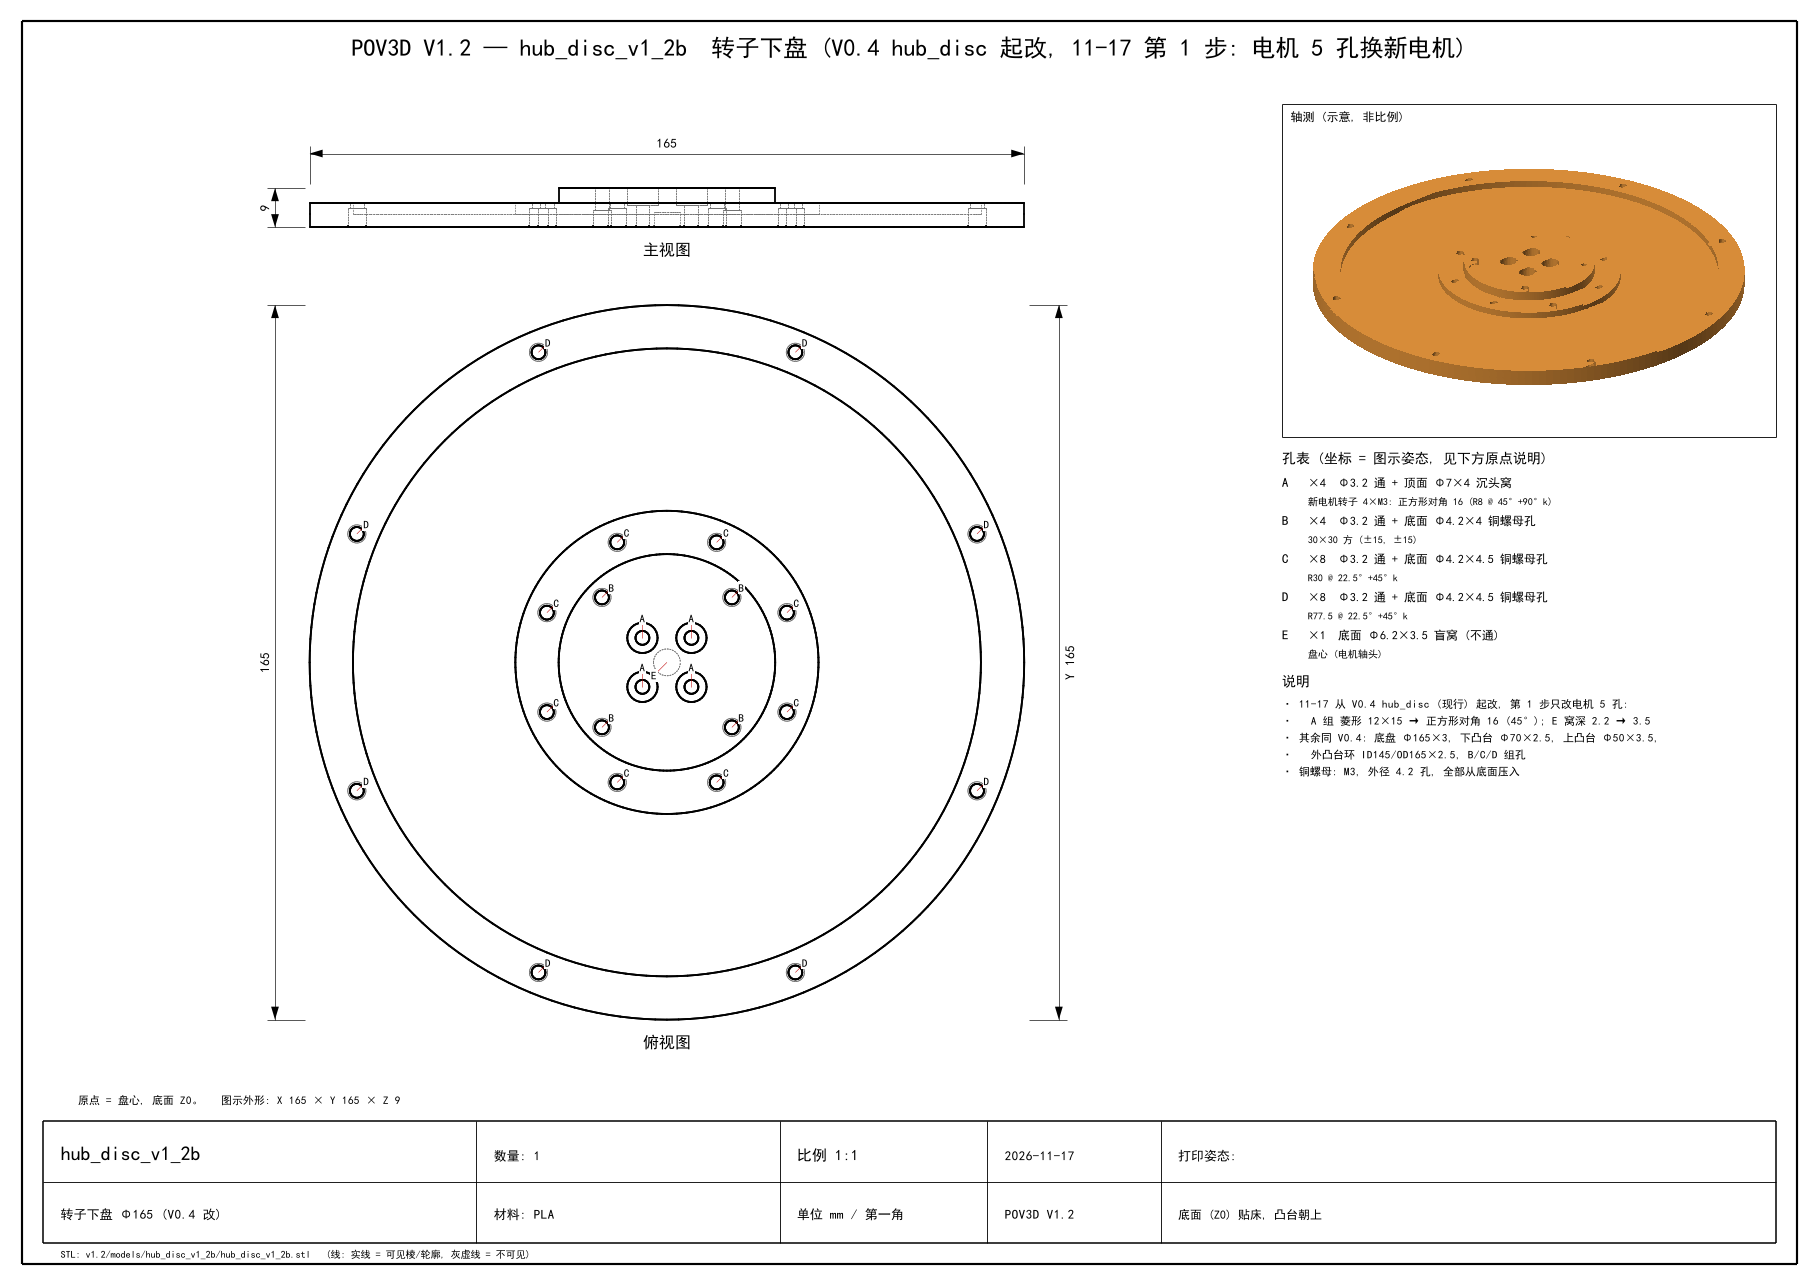 POV3D V1.2 — hub_disc_v1_2b  转子下盘 (V0.4 hub_disc 起改, 11-17 第 1 步: 电机 5 孔换新电机)
165
9
主视图
D D
D D
C C
B B
C C
A A
165
Y 165
A A
E
C C
B B
C C
D D
D D
俯视图
轴测 (示意, 非比例)
孔表 (坐标 = 图示姿态, 见下方原点说明)
A ×4 Φ3.2 通 + 顶面 Φ7×4 沉头窝
新电机转子 4×M3: 正方形对角 16 (R8 @ 45° +90° k)
B ×4 Φ3.2 通 + 底面 Φ4.2×4 铜螺母孔
30×30 方 (±15, ±15)
C ×8 Φ3.2 通 + 底面 Φ4.2×4.5 铜螺母孔
R30 @ 22.5° +45° k
D ×8 Φ3.2 通 + 底面 Φ4.2×4.5 铜螺母孔
R77.5 @ 22.5° +45° k
E ×1 底面 Φ6.2×3.5 盲窝 (不通)
盘心 (电机轴头)
说明
· 11-17 从 V0.4 hub_disc (现行) 起改, 第 1 步只改电机 5 孔:
· A 组 菱形 12×15 → 正方形对角 16 (45°); E 窝深 2.2 → 3.5
· 其余同 V0.4: 底盘 Φ165×3, 下凸台 Φ70×2.5, 上凸台 Φ50×3.5,
· 外凸台环 ID145/OD165×2.5, B/C/D 组孔
· 铜螺母: M3, 外径 4.2 孔, 全部从底面压入
原点 = 盘心, 底面 Z0。 图示外形: X 165 × Y 165 × Z 9
hub_disc_v1_2b 数量: 1 比例 1:1 2026-11-17 打印姿态:
转子下盘 Φ165 (V0.4 改) 材料: PLA 单位 mm / 第一角 POV3D V1.2 底面 (Z0) 贴床, 凸台朝上
STL: v1.2/models/hub_disc_v1_2b/hub_disc_v1_2b.stl (线: 实线 = 可见棱/轮廓, 灰虚线 = 不可见)